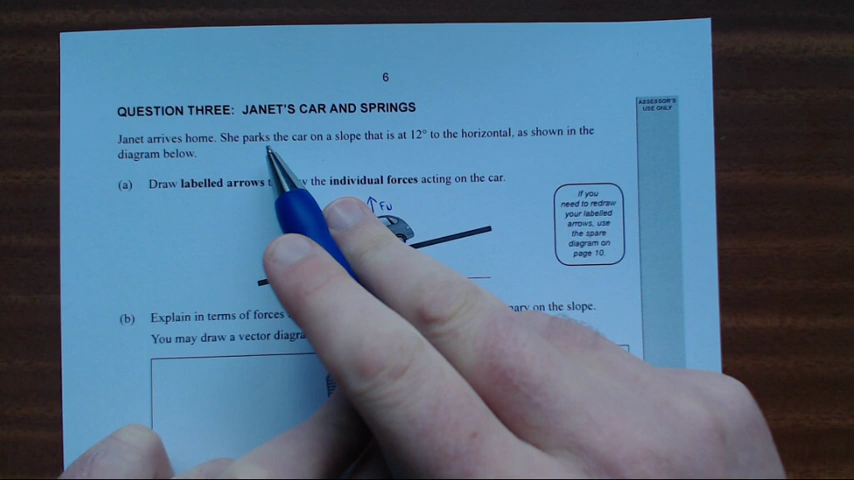 6
QUESTION THREE: JANET'S CAR AND SPRINGS
ASSESSOR'S
USE ONLY
Janet arrives home. She parks the car on a slope that is at 12° to the horizontal, as shown in the
diagram below.
(a) Draw labelled arrows the individual forces acting on the car.
If you
need to redraw
your labelled
arrows, use
the spare
diagram on
page 10.
(b) Explain in terms of forces on the slope.
You may draw a vector